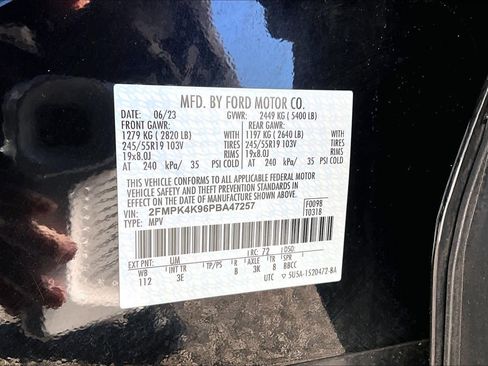 MFD. BY FORD MOTOR CO.
DATE: 06/23 GVWR: 2449 KG ( 5400 LB)
FRONT GAWR: REAR GAWR:
1279 KG ( 2820 LB) WITH 1197 KG ( 2640 LB) WITH
245/55R19 103V TIRES 245/55R19 103V TIRES
19x8.0J RIMS 19x8.0J RIMS
AT 240 kPa/ 35 PSI COLD AT 240 kPa/ 35 PSI COLD
THIS VEHICLE CONFORMS TO ALL APPLICABLE FEDERAL MOTOR
VEHICLE SAFETY AND THEFT PREVENTION STANDARDS IN
EFFECT ON THE DATE OF MANUFACTURE SHOWN ABOVE.
VIN: 2FMPK4K96PBA47257 F0098
TYPE: MPV T0318
EXT PNT: UM RC: 72 DSO:
WB INT TR TP/PS R AXLE TR SPR
112 3E B 3K 8 BBCC
UTC ▽ 5U5A-1520472-BA